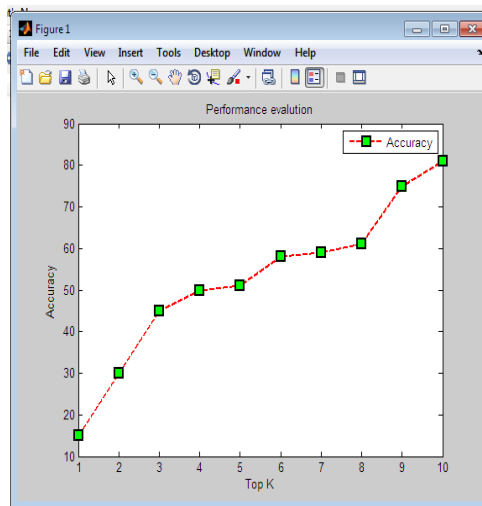 Figure 1
File Edit View Insert Tools Desktop Window Help
Performance evalution
Accuracy
90
80
70
60
50
40
30
20
10
Accuracy
1 2 3 4 5 6 7 8 9 10
Top K